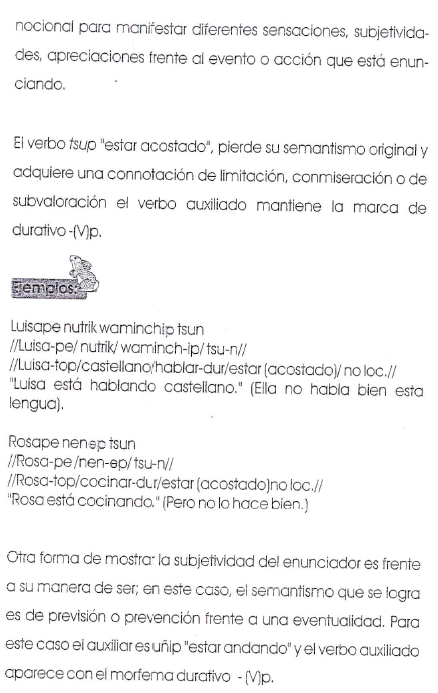 nocional para manifestar diferentes sensaciones, subjetivida-
des, apreciaciones frente al evento o acción que está enun-
ciando.
El verbo tsup "estar acostado", pierde su semantismo original y
adquiere una connotación de limitación, conmiseración o de
subvaloración el verbo auxiliado mantiene la marca de
durativo -(V)p.
Ejemplos:
Luisape nutrik waminchip tsun
//Luisa-pe/ nutrik/ waminch-ip/ tsu-n//
//Luisa-top/castellano/hablar-dur/estar (acostado)/ no loc.//
"Luisa está hablando castellano." (Ella no habla bien esta
lengua).
Rosape nenep tsun
//Rosa-pe /nen-ep/ tsu-n//
//Rosa-top/cocinar-dur/estar (acostado)no loc.//
"Rosa está cocinando." (Pero no lo hace bien.)
Otra forma de mostrar la subjetividad del enunciador es frente
a su manera de ser; en este caso, el semantismo que se logra
es de previsión o prevención frente a una eventualidad. Para
este caso el auxiliar es uñip "estar andando" y el verbo auxiliado
aparece con el morfema durativo - (V)p.